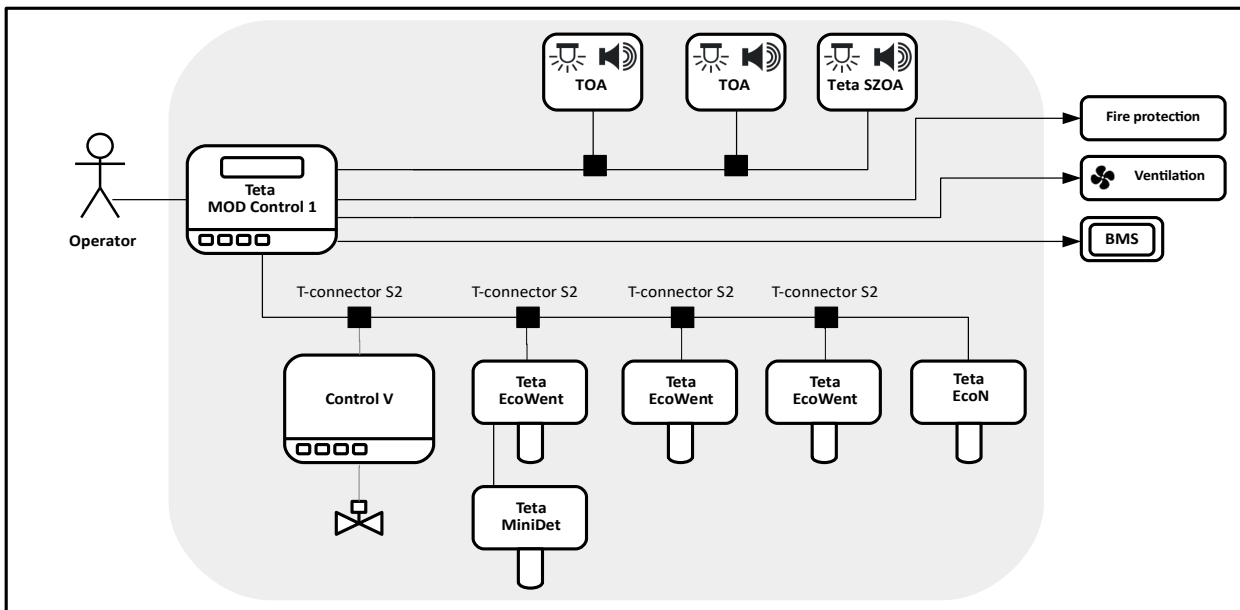 TOA
TOA
Teta SZOA
Fire protection
Teta
MOD Control 1
Ventilation
Operator
BMS
T-connector S2
T-connector S2
T-connector S2
T-connector S2
Control V
Teta
EcoWent
Teta
EcoWent
Teta
EcoWent
Teta
EcoN
Teta
MiniDet